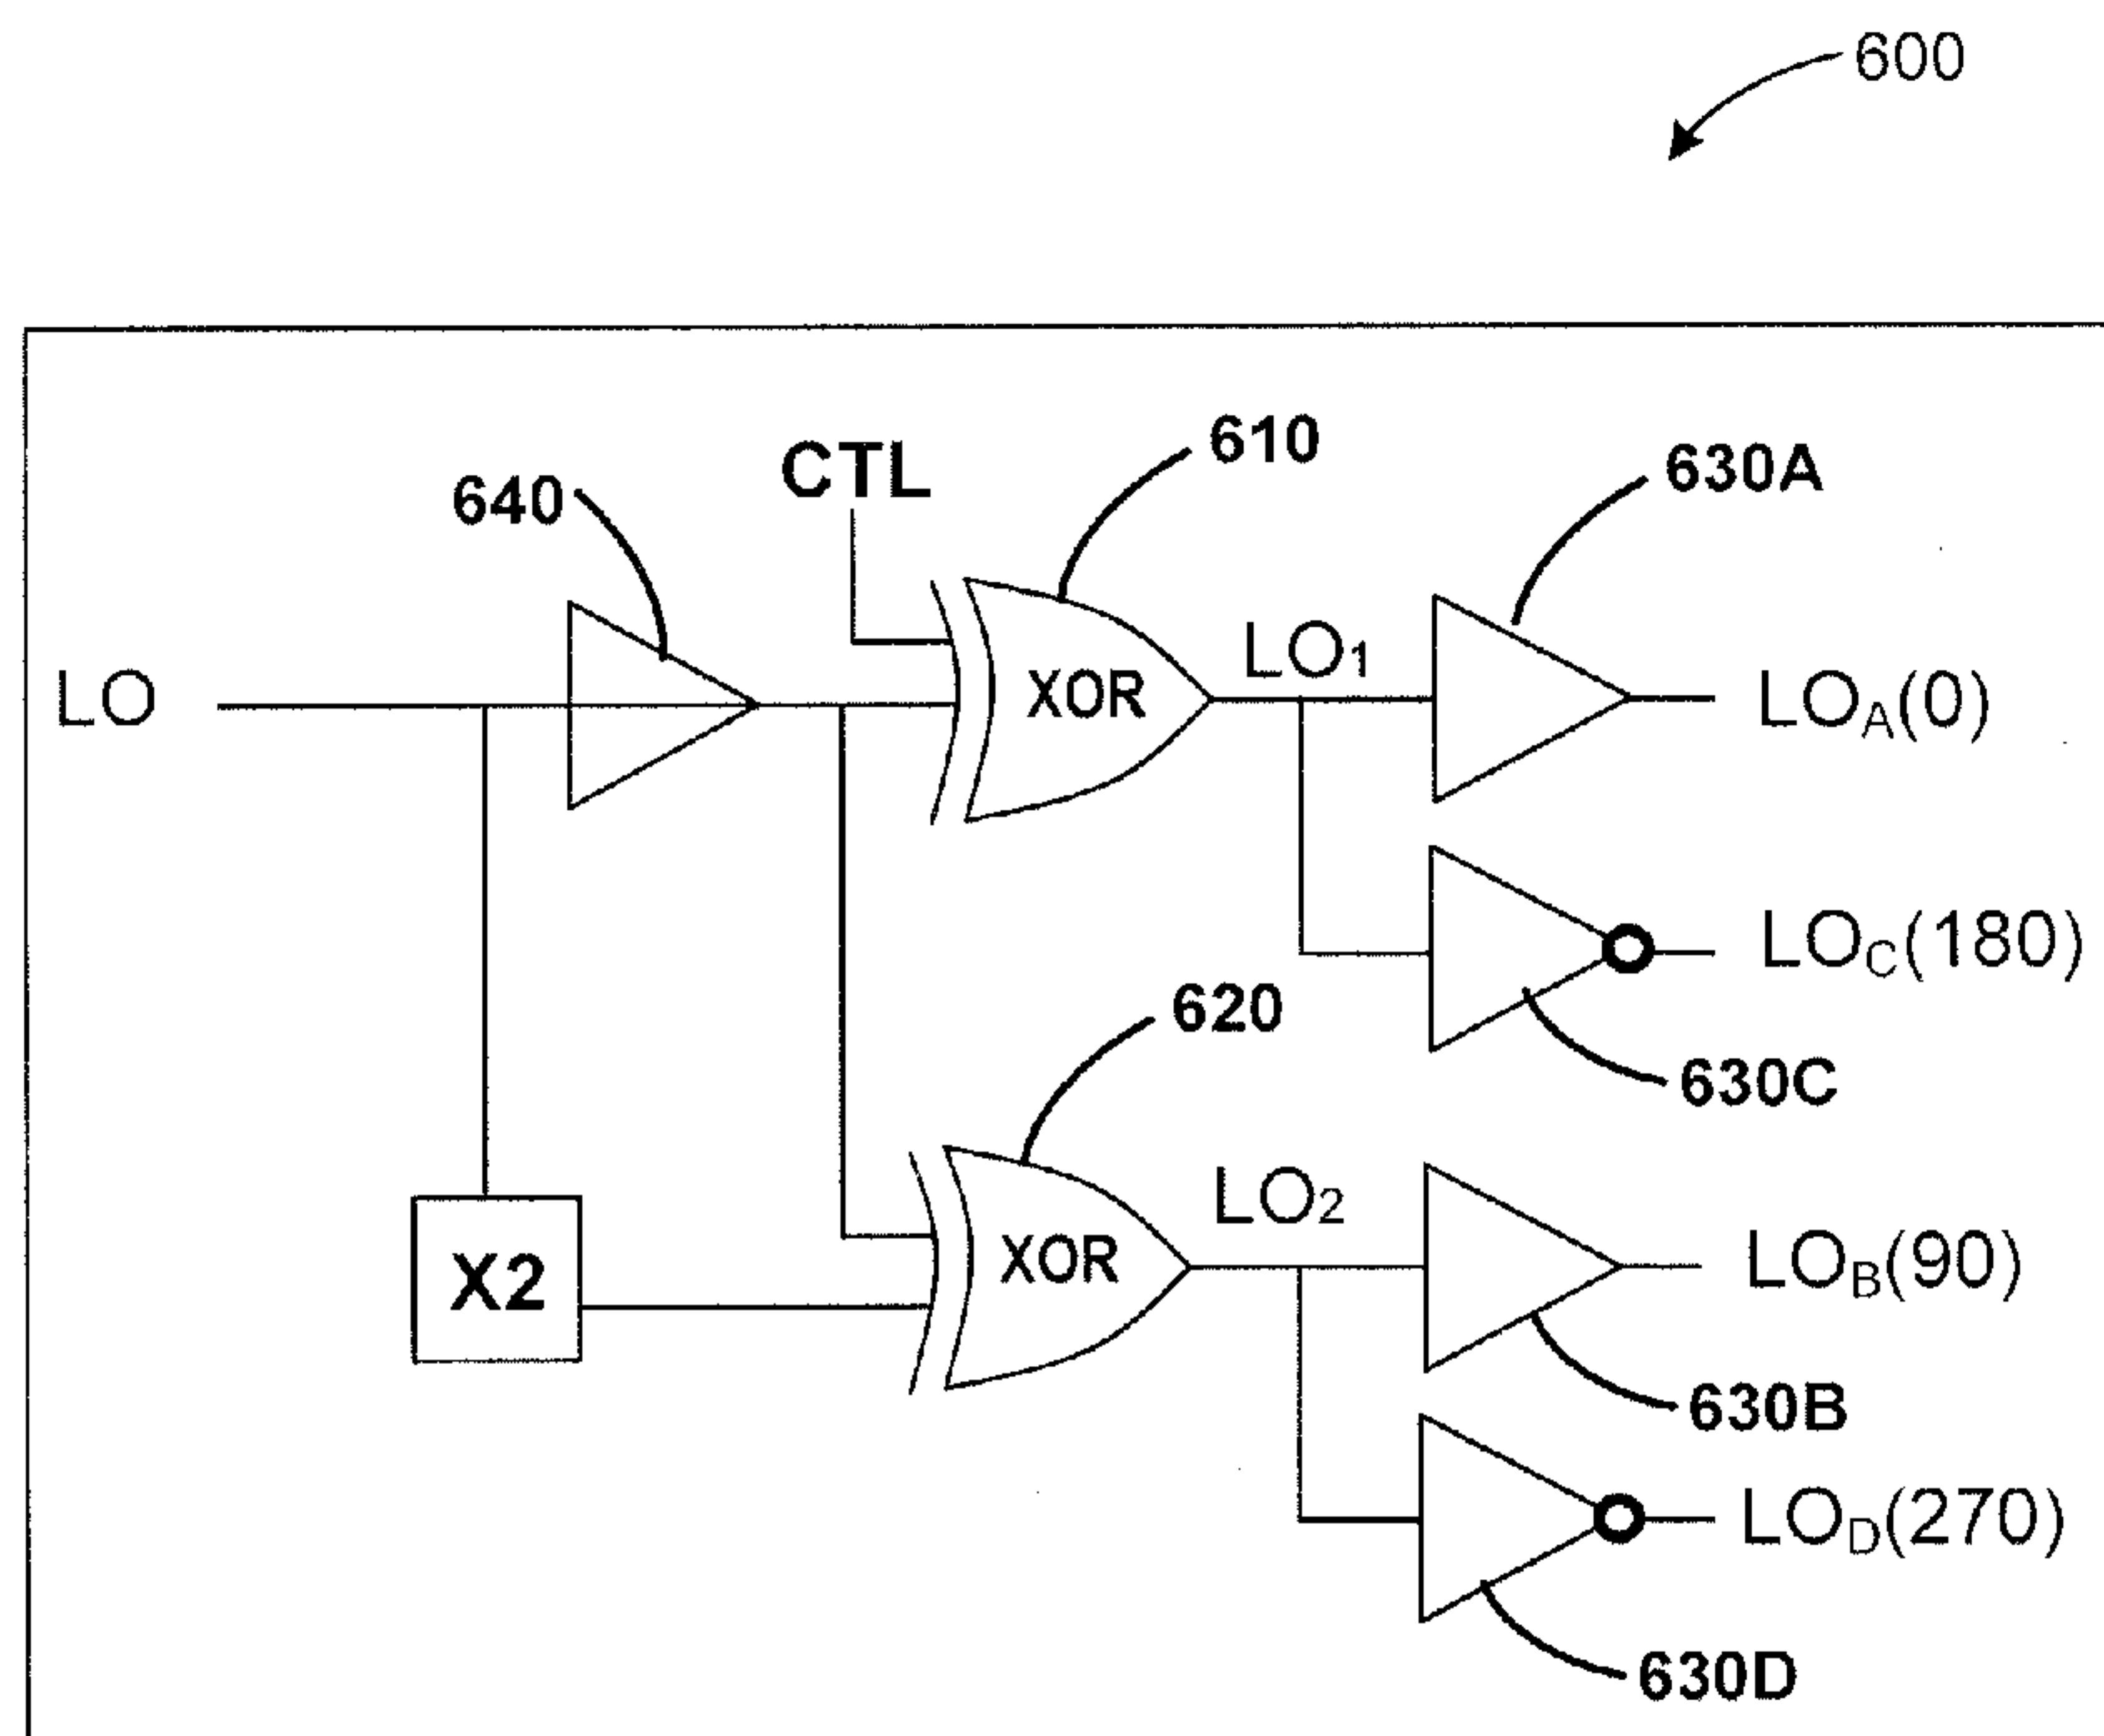 600
CTL
610
630A
640
LO
XOR
LO1
LOA(0)
LOC(180)
620
630C
X2
XOR
LO2
LOB(90)
630B
LOD(270)
630D